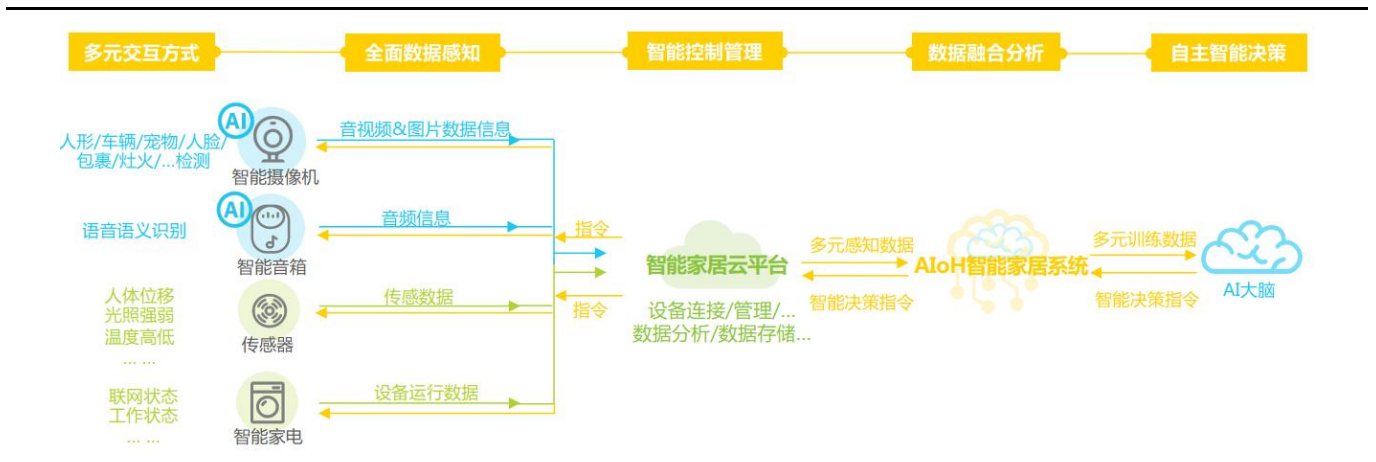 多元交互方式
全面数据感知
智能控制管理
数据融合分析
自主智能决策
AI
人形/车辆/宠物/人脸/
包裹/灶火/...检测
智能摄像机
音视频&图片数据信息
AI
语音语义识别
智能音箱
音频信息
人体位移
光照强弱
温度高低
... ...
传感器
传感数据
联网状态
工作状态
... ...
智能家电
设备运行数据
指令
指令
智能家居云平台
设备连接/管理/...
数据分析/数据存储...
多元感知数据
智能决策指令
AIoH智能家居系统
多元训练数据
智能决策指令
AI大脑